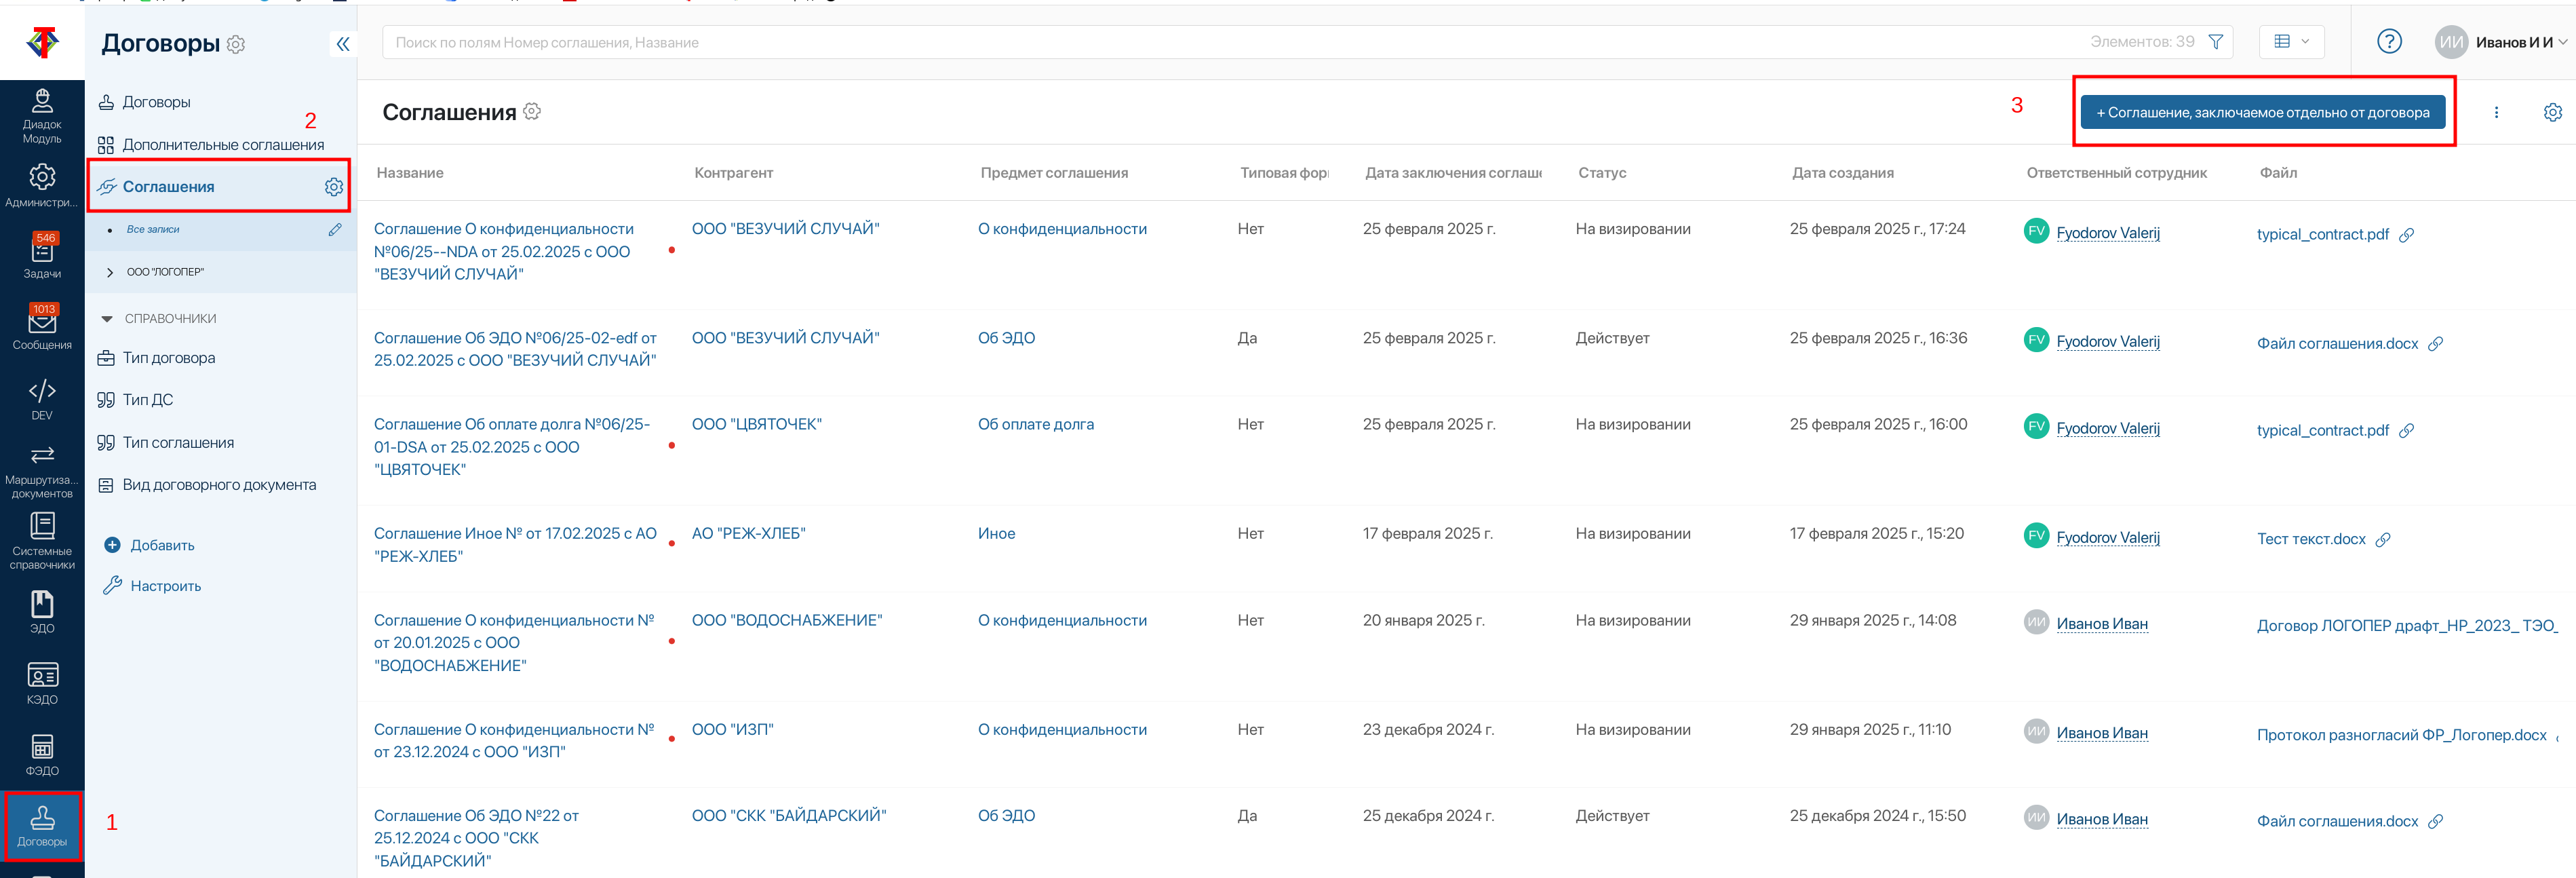 Диадок
Модуль
Администри...
546
Задачи
1013
Сообщения
DEV
Маршрутиза...
документов
Системные
справочники
ЭДО
КЭДО
ФЭДО
Договоры
1
Договоры
Договоры
2
Дополнительные соглашения
Соглашения
Все записи
ООО "ЛОГОПЕР"
СПРАВОЧНИКИ
Тип договора
Тип ДС
Тип соглашения
Вид договорного документа
Добавить
Настроить
Поиск по полям Номер соглашения, Название
Элементов: 39
?
ИИ Иванов И И
Соглашения
3
+ Соглашение, заключаемое отдельно от договора
Название Контрагент Предмет соглашения Типовая фор Дата заключения соглаше Статус Дата создания Ответственный сотрудник Файл
Соглашение О конфиденциальности
№06/25--NDA от 25.02.2025 с ООО
"ВЕЗУЧИЙ СЛУЧАЙ"
ООО "ВЕЗУЧИЙ СЛУЧАЙ" О конфиденциальности Нет 25 февраля 2025 г. На визировании 25 февраля 2025 г., 17:24 FV Fyodorov Valerij typical_contract.pdf
Соглашение Об ЭДО №06/25-02-edf от
25.02.2025 с ООО "ВЕЗУЧИЙ СЛУЧАЙ"
ООО "ВЕЗУЧИЙ СЛУЧАЙ" Об ЭДО Да 25 февраля 2025 г. Действует 25 февраля 2025 г., 16:36 FV Fyodorov Valerij Файл соглашения.docx
Соглашение Об оплате долга №06/25-
01-DSA от 25.02.2025 с ООО
"ЦВЯТОЧЕК"
ООО "ЦВЯТОЧЕК" Об оплате долга Нет 25 февраля 2025 г. На визировании 25 февраля 2025 г., 16:00 FV Fyodorov Valerij typical_contract.pdf
Соглашение Иное № от 17.02.2025 с АО
"РЕЖ-ХЛЕБ"
АО "РЕЖ-ХЛЕБ" Иное Нет 17 февраля 2025 г. На визировании 17 февраля 2025 г., 15:20 FV Fyodorov Valerij Тест текст.docx
Соглашение О конфиденциальности №
от 20.01.2025 с ООО
"ВОДОСНАБЖЕНИЕ"
ООО "ВОДОСНАБЖЕНИЕ" О конфиденциальности Нет 20 января 2025 г. На визировании 29 января 2025 г., 14:08 ИИ Иванов Иван Договор ЛОГОПЕР драфт_НР_2023_ ТЭО_
Соглашение О конфиденциальности №
от 23.12.2024 с ООО "ИЗП"
ООО "ИЗП" О конфиденциальности Нет 23 декабря 2024 г. На визировании 29 января 2025 г., 11:10 ИИ Иванов Иван Протокол разногласий ФР_Логопер.docx
Соглашение Об ЭДО №22 от
25.12.2024 с ООО "СКК
"БАЙДАРСКИЙ"
ООО "СКК "БАЙДАРСКИЙ" Об ЭДО Да 25 декабря 2024 г. Действует 25 декабря 2024 г., 15:50 ИИ Иванов Иван Файл соглашения.docx